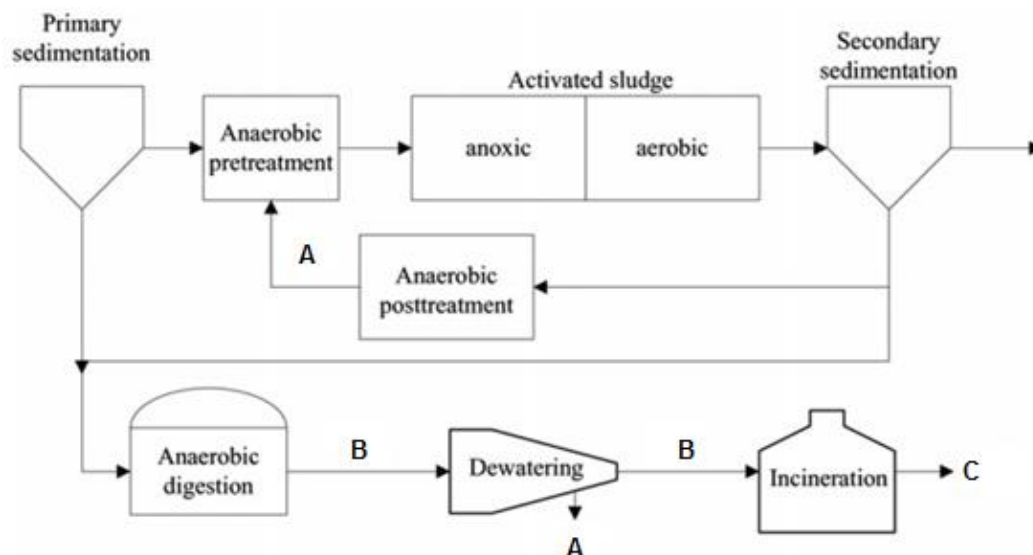 Primary
sedimentation
Secondary
sedimentation
Activated sludge
Anaerobic
pretreatment
anoxic
aerobic
A
Anaerobic
posttreatment
Anaerobic
digestion
B
Dewatering
B
Incineration
C
A